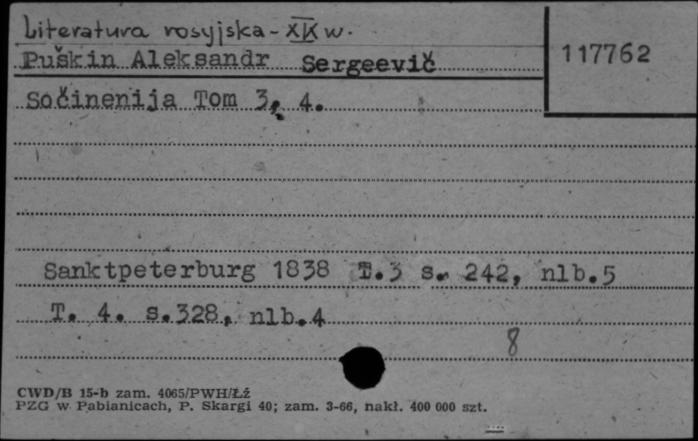 Literatura rosyjska - XIX w.
Puškin Aleksandr Sergeevič
117762
Sočinenija Tom 3, 4.
Sanktpeterburg 1838 T.3 s. 242, nlb.5
T. 4. s.328, nlb.4
8
CWD/B 15-b zam. 4065/PWH/Łź
PZG w Pabianicach, P. Skargi 40; zam. 3-66, nakł. 400 000 szt.